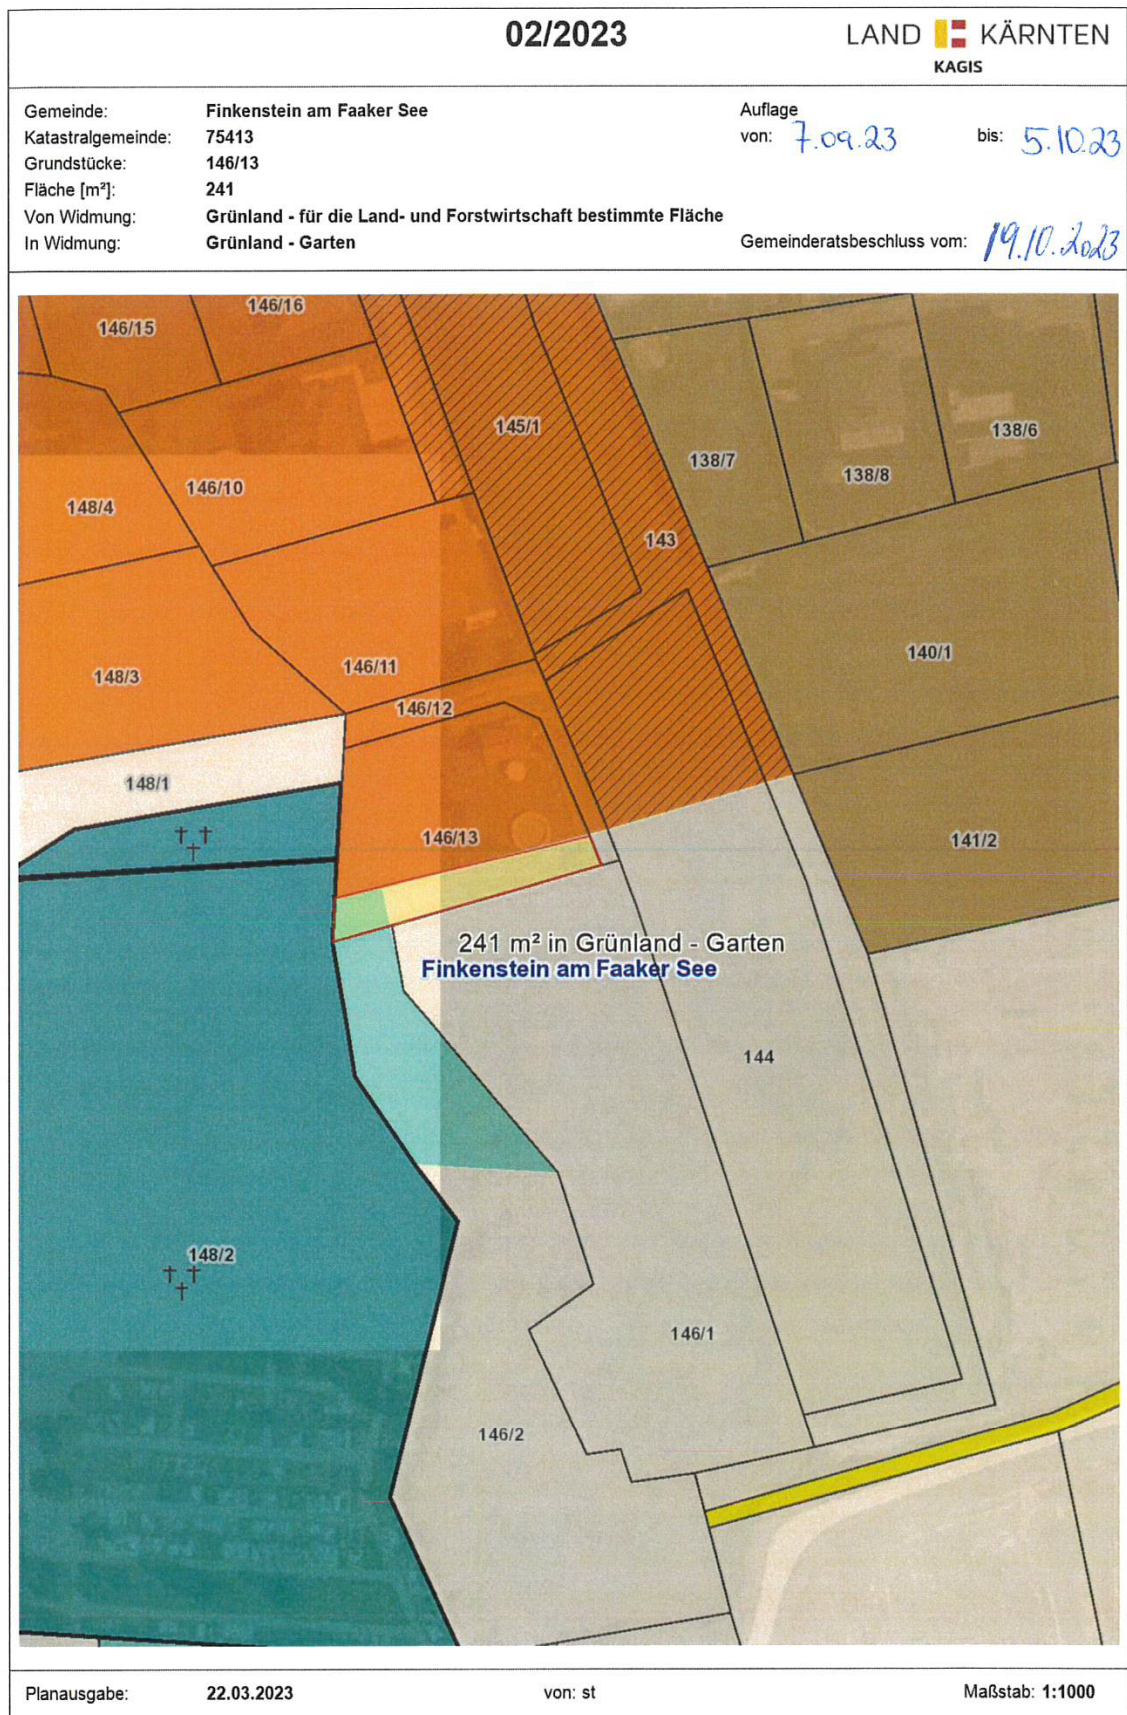 02/2023
LAND KÄRNTEN
KAGIS
Gemeinde: Finkenstein am Faaker See
Katastralgemeinde: 75413
Grundstücke: 146/13
Fläche [m²]: 241
Von Widmung: Grünland - für die Land- und Forstwirtschaft bestimmte Fläche
In Widmung: Grünland - Garten
Auflage
von: 7.09.23 bis: 5.10.23
Gemeinderatsbeschluss vom: 19.10.2023
146/16
146/15
145/1
138/6
138/7
138/8
146/10
148/4
143
140/1
146/11
148/3
146/12
148/1
146/13
141/2
241 m² in Grünland - Garten
Finkenstein am Faaker See
144
148/2
146/1
146/2
Planausgabe: 22.03.2023 von: st Maßstab: 1:1000